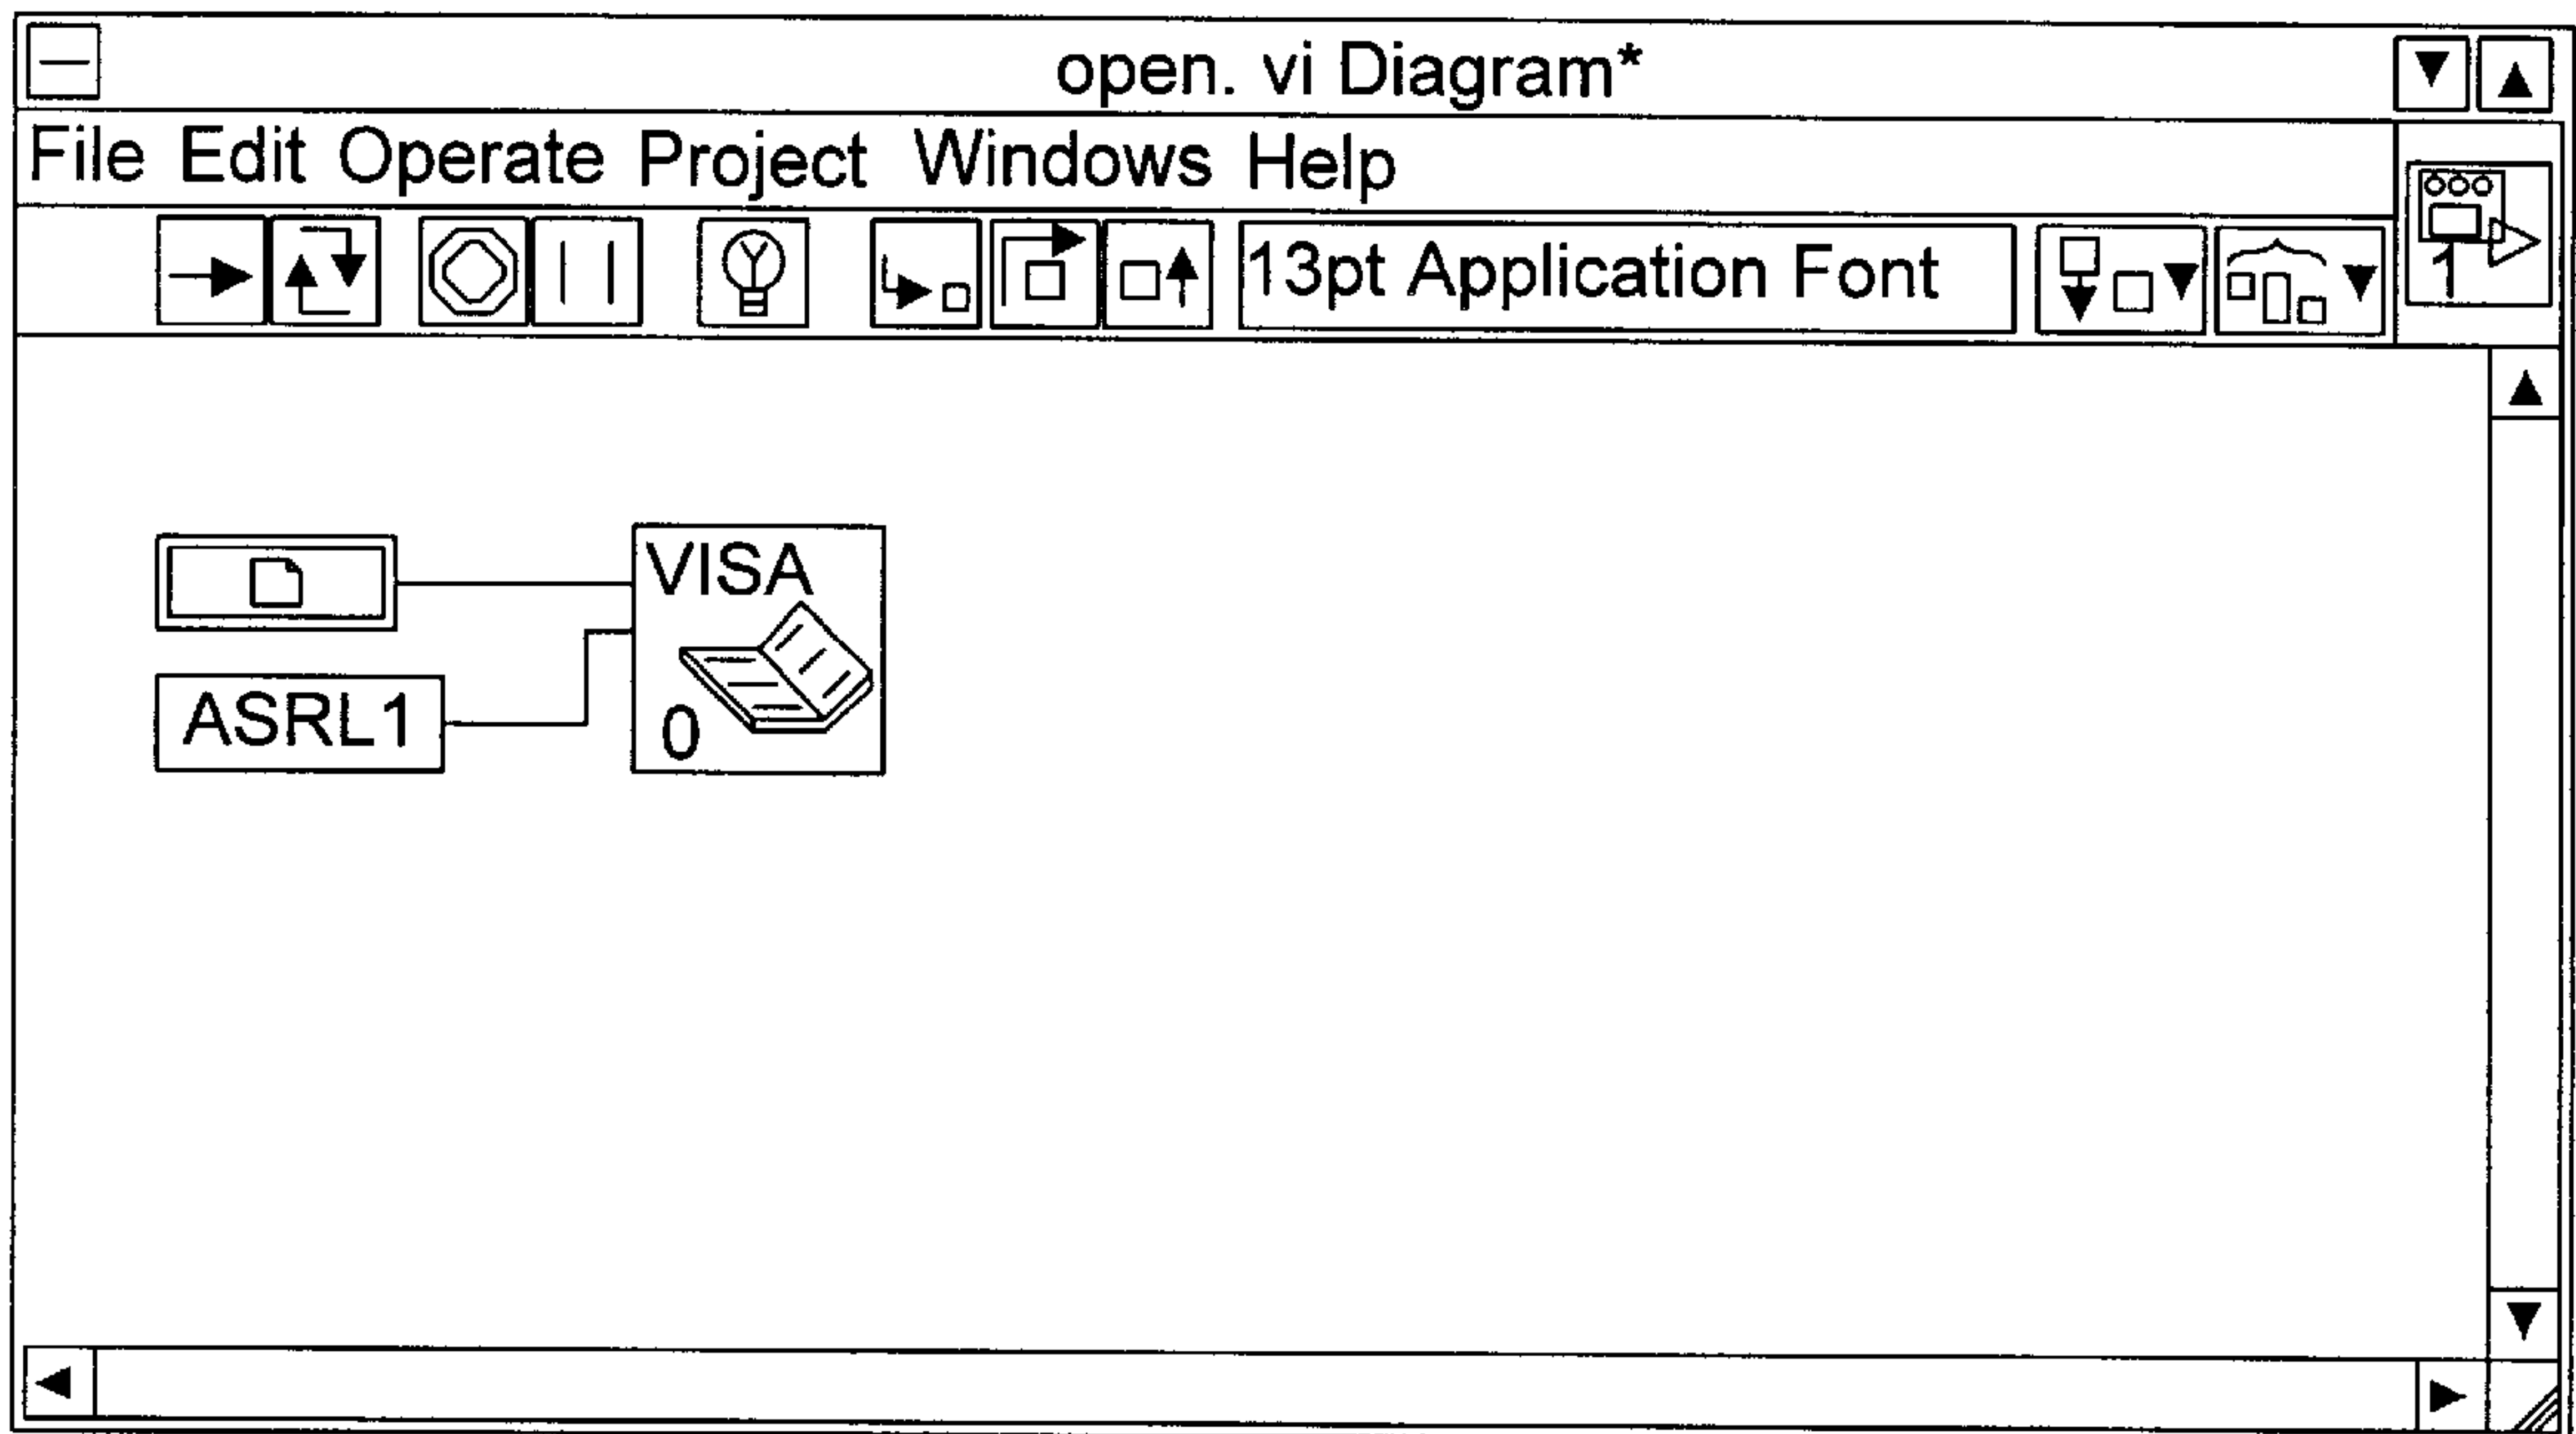 open. vi Diagram*
File Edit Operate Project Windows Help
13pt Application Font
1
VISA
0
ASRL1